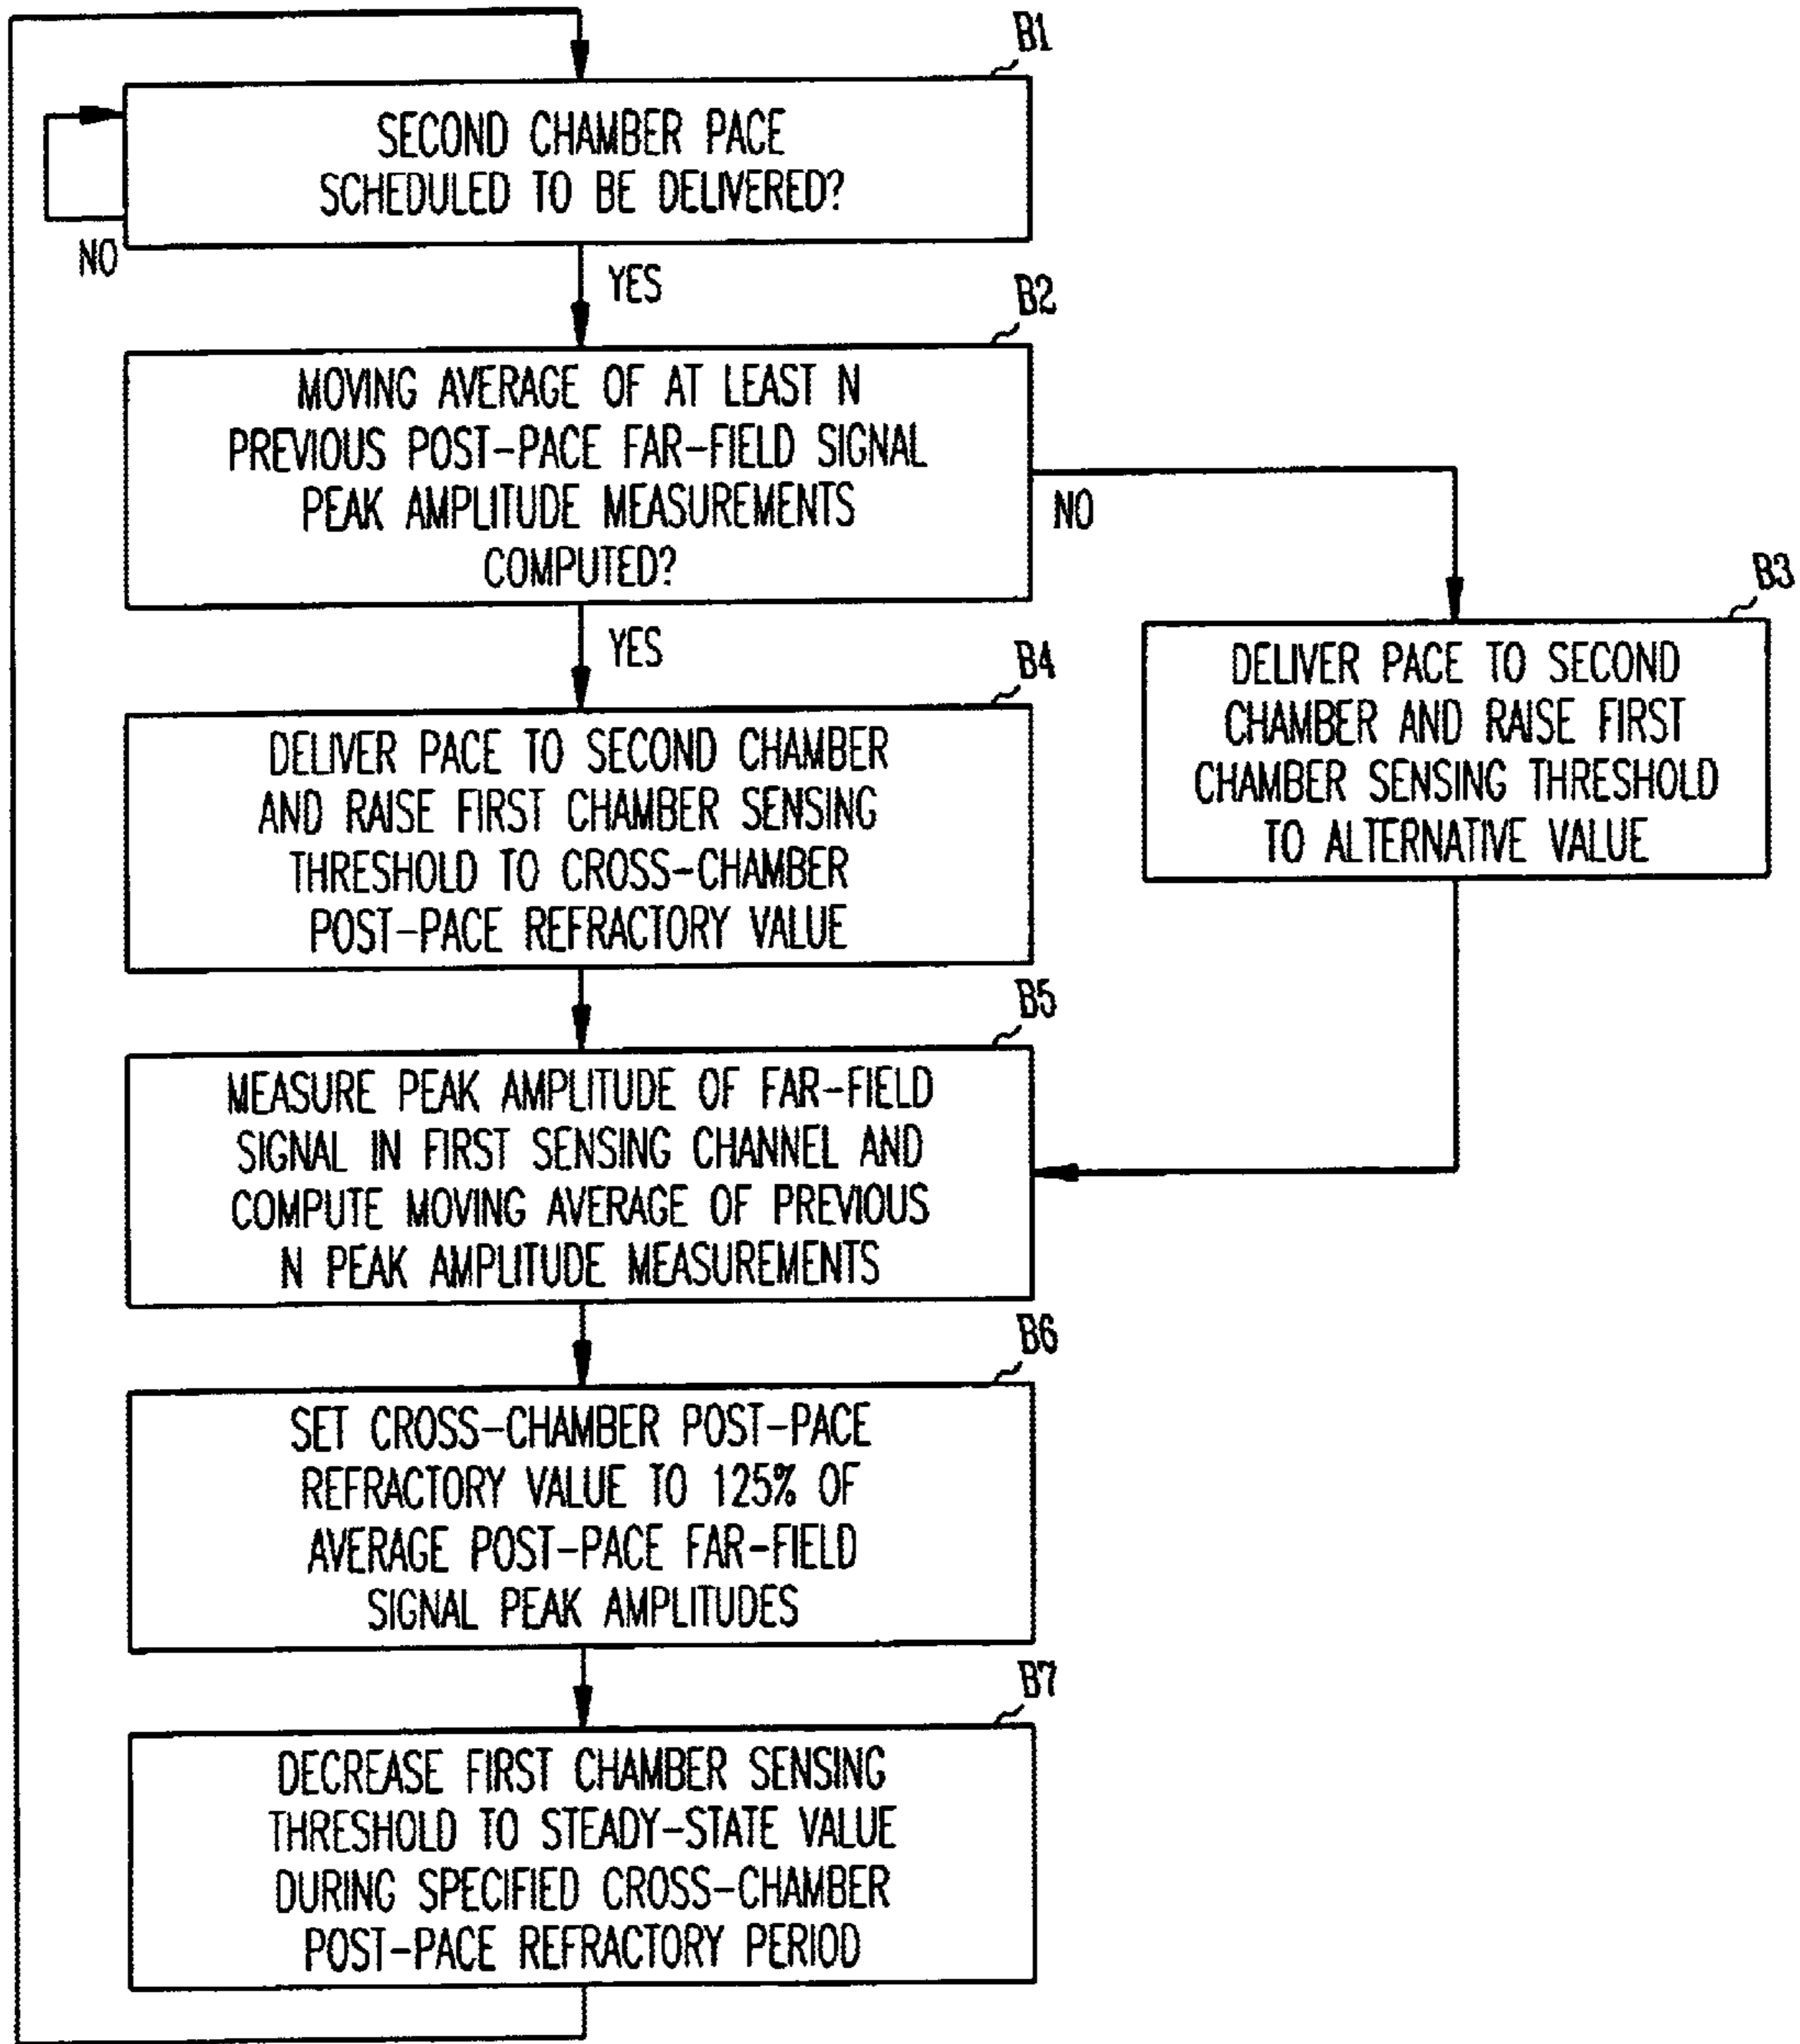 B1
SECOND CHAMBER PACE
SCHEDULED TO BE DELIVERED?
NO
YES
B2
MOVING AVERAGE OF AT LEAST N
PREVIOUS POST-PACE FAR-FIELD SIGNAL
PEAK AMPLITUDE MEASUREMENTS
COMPUTED?
NO
YES
B3
DELIVER PACE TO SECOND
CHAMBER AND RAISE FIRST
CHAMBER SENSING THRESHOLD
TO ALTERNATIVE VALUE
B4
DELIVER PACE TO SECOND CHAMBER
AND RAISE FIRST CHAMBER SENSING
THRESHOLD TO CROSS-CHAMBER
POST-PACE REFRACTORY VALUE
B5
MEASURE PEAK AMPLITUDE OF FAR-FIELD
SIGNAL IN FIRST SENSING CHANNEL AND
COMPUTE MOVING AVERAGE OF PREVIOUS
N PEAK AMPLITUDE MEASUREMENTS
B6
SET CROSS-CHAMBER POST-PACE
REFRACTORY VALUE TO 125% OF
AVERAGE POST-PACE FAR-FIELD
SIGNAL PEAK AMPLITUDES
B7
DECREASE FIRST CHAMBER SENSING
THRESHOLD TO STEADY-STATE VALUE
DURING SPECIFIED CROSS-CHAMBER
POST-PACE REFRACTORY PERIOD